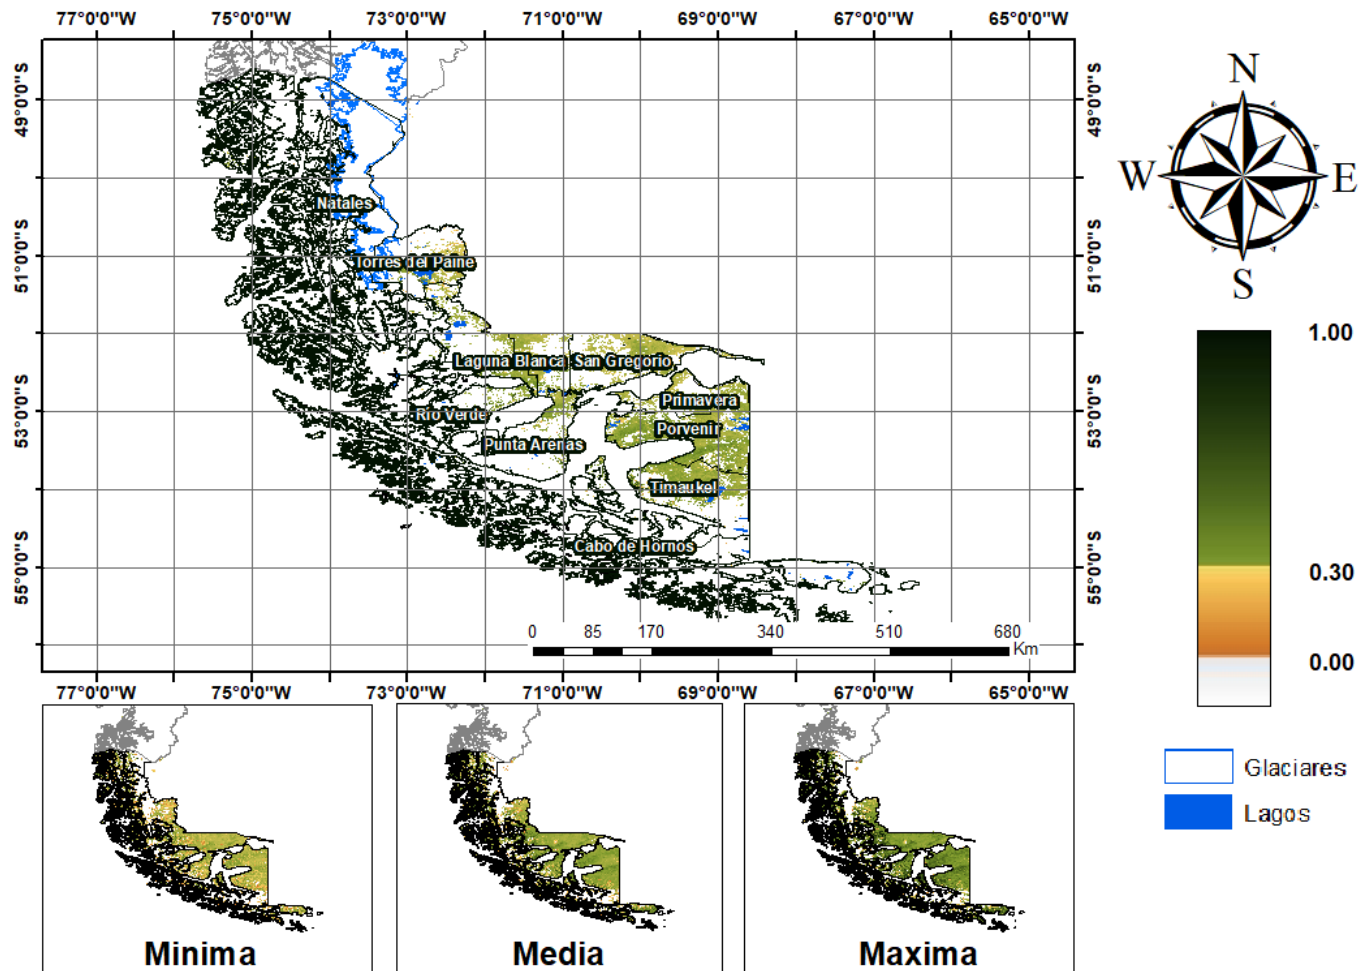 77°0'0"W 75°0'0"W 73°0'0"W 71°0'0"W 69°0'0"W 67°0'0"W 65°0'0"W
49°0'0"S
49°0'0"S
51°0'0"S
51°0'0"S
53°0'0"S
53°0'0"S
55°0'0"S
55°0'0"S
Natales
Torres del Paine
Laguna Blanca
San Gregorio
Rio Verde
Primavera
Porvenir
Punta Arenas
Timaukel
Cabo de Hornos
0 85 170 340 510 680
Km
77°0'0"W 75°0'0"W 73°0'0"W 71°0'0"W 69°0'0"W 67°0'0"W 65°0'0"W
N
W
E
S
1.00
0.30
0.00
Glaciares
Lagos
Minima
Media
Maxima